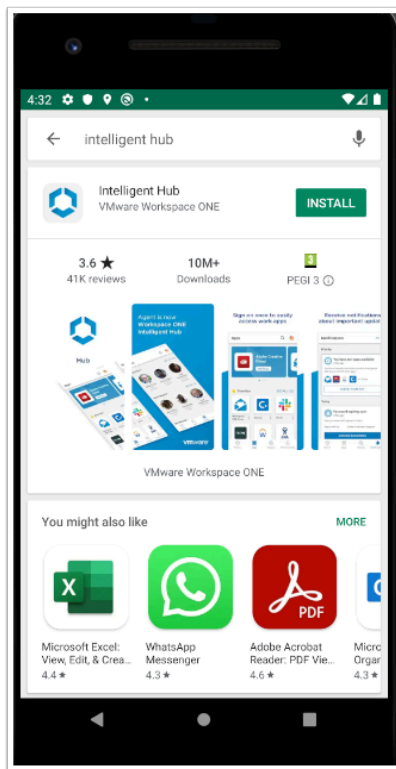 4:32
intelligent hub
Intelligent Hub
VMware Workspace ONE
INSTALL
3.6 ★
10M+
3
41K reviews
Downloads
PEGI 3
Hub
Agent is now
Workspace ONE
Intelligent Hub
vmware
Sign on once to easily
access work apps
Receive notifications
about important updat
VMware Workspace ONE
You might also like
MORE
X
PDF
Microsoft Excel:
View, Edit, & Crea...
4.4 ★
WhatsApp
Messenger
4.3 ★
Adobe Acrobat
Reader: PDF Vie...
4.6 ★
Micro
Organ
4.3 ★